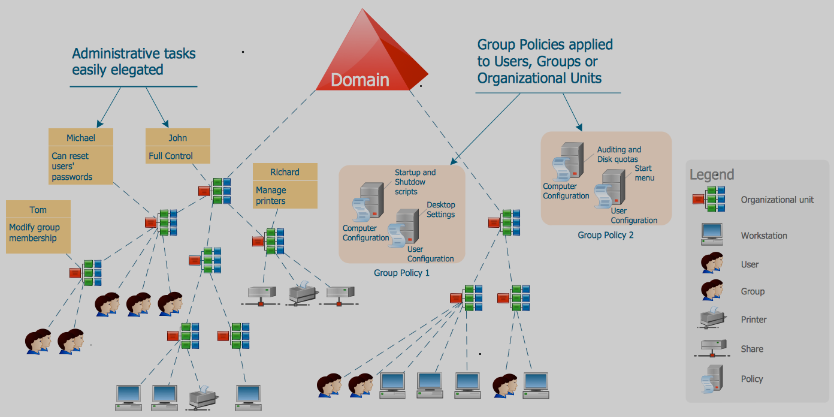 Administrative tasks
easily elegated
Domain
Group Policies applied
to Users, Groups or
Organizational Units
Michael
Can reset
users'
passwords
John
Full Control
Richard
Manage
printers
Tom
Modify group
membership
Startup and
Shutdow
scripts
Computer
Configuration
Desktop
Settings
User
Configuration
Group Policy 1
Auditing and
Disk quotas
Computer
Configuration
Start
menu
User
Configuration
Group Policy 2
Legend
Organizational unit
Workstation
User
Group
Printer
Share
Policy